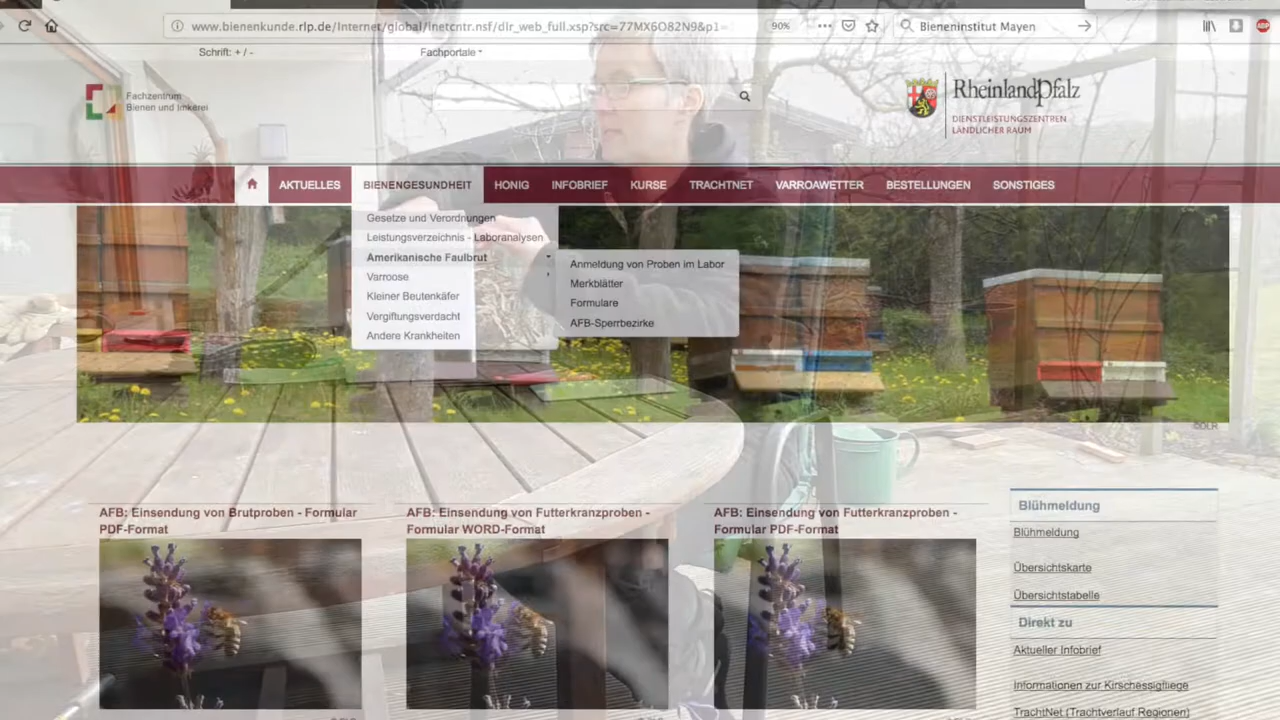 www.bienenkunde.rlp.de/Internet/global/inetcntr.nsf/dlr_web_full.xsp?src=77MX6O82N9&p1=
90%
Bieneninstitut Mayen
ABP
Schrift: + / -
Fachportale
Fachzentrum
Bienen und Imkerei
RheinlandPfalz
DIENSTLEISTUNGSZENTREN
LÄNDLICHER RAUM
AKTUELLES
BIENENGESUNDHEIT
HONIG
INFOBRIEF
KURSE
TRACHTNET
VARROAWETTER
BESTELLUNGEN
SONSTIGES
Gesetze und Verordnungen
Leistungsverzeichnis - Laboranalysen
Amerikanische Faulbrut
Varroose
Kleiner Beutenkäfer
Vergiftungsverdacht
Andere Krankheiten
Anmeldung von Proben im Labor
Merkblätter
Formulare
AFB-Sperrbezirke
©DLR
AFB: Einsendung von Brutproben - Formular
PDF-Format
AFB: Einsendung von Futterkranzproben -
Formular WORD-Format
AFB: Einsendung von Futterkranzproben -
Formular PDF-Format
Blühmeldung
Blühmeldung
Übersichtskarte
Übersichtstabelle
Direkt zu
Aktueller Infobrief
Informationen zur Kirschessigfliege
TrachtNet (Trachtverlauf Regionen)